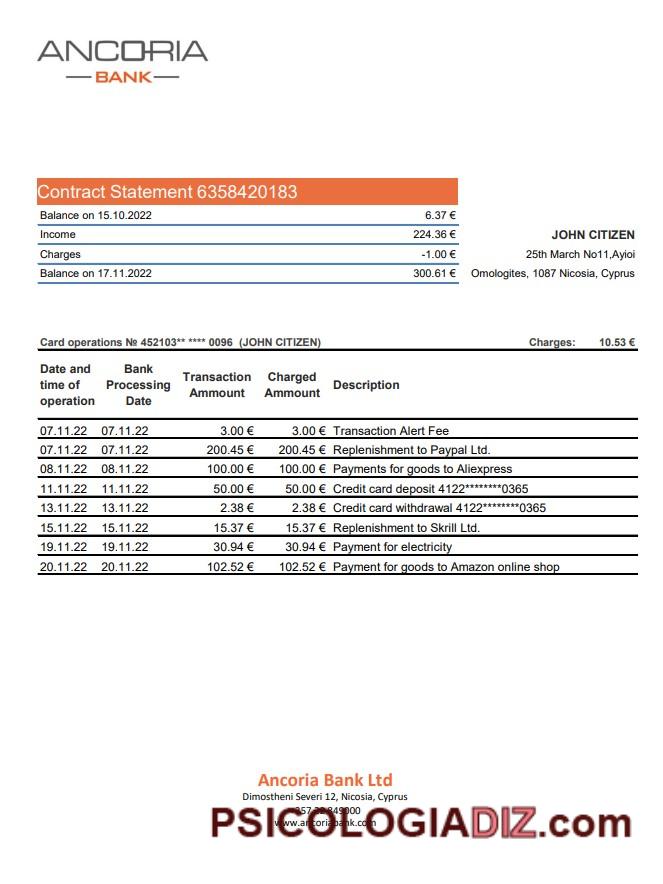 ANCORIA
BANK
Contract Statement 6358420183
Balance on 15.10.2022 6.37 €
Income 224.36 €
Charges -1.00 €
Balance on 17.11.2022 300.61 €
JOHN CITIZEN
25th March No11,Ayioi
Omologites, 1087 Nicosia, Cyprus
Card operations № 452103** **** 0096 (JOHN CITIZEN) Charges: 10.53 €
Date and time of operation Bank Processing Date Transaction Ammount Charged Ammount Description
07.11.22 07.11.22 3.00 € 3.00 € Transaction Alert Fee
07.11.22 07.11.22 200.45 € 200.45 € Replenishment to Paypal Ltd.
08.11.22 08.11.22 100.00 € 100.00 € Payments for goods to Aliexpress
11.11.22 11.11.22 50.00 € 50.00 € Credit card deposit 4122********0365
13.11.22 13.11.22 2.38 € 2.38 € Credit card withdrawal 4122********0365
15.11.22 15.11.22 15.37 € 15.37 € Replenishment to Skrill Ltd.
19.11.22 19.11.22 30.94 € 30.94 € Payment for electricity
20.11.22 20.11.22 102.52 € 102.52 € Payment for goods to Amazon online shop
Ancoria Bank Ltd
Dimostheni Severi 12, Nicosia, Cyprus
www.ancoriabank.com
PSICOLOGIADIZ.com